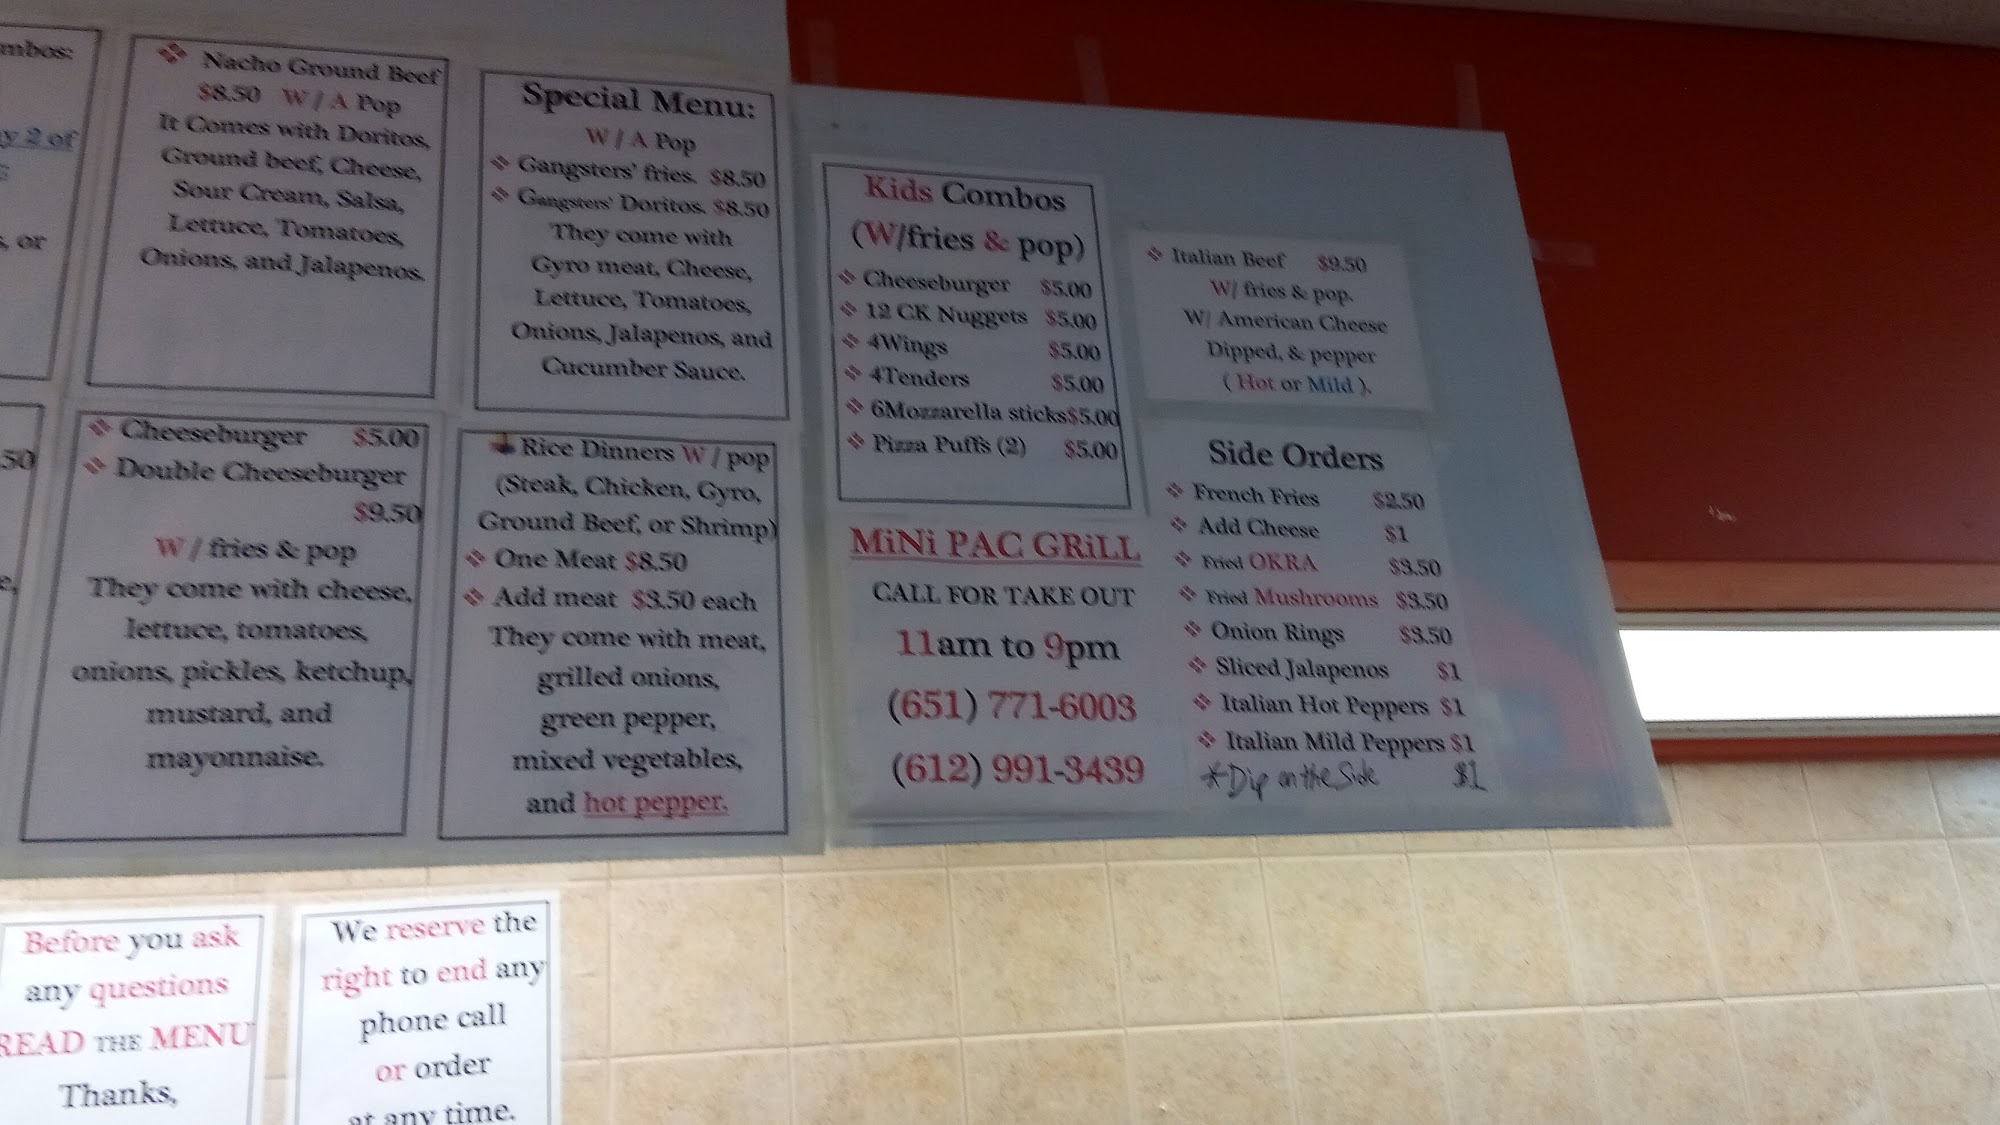 mbos:
y 2 of
, or
50
e,
❖ Nacho Ground Beef
$8.50 W / A Pop
It Comes with Doritos,
Ground beef, Cheese,
Sour Cream, Salsa,
Lettuce, Tomatoes,
Onions, and Jalapenos.
❖ Cheeseburger $5.00
❖ Double Cheeseburger
$9.50
W / fries & pop
They come with cheese,
lettuce, tomatoes,
onions, pickles, ketchup,
mustard, and
mayonnaise.
Special Menu:
W / A Pop
❖ Gangsters' fries. $8.50
❖ Gangsters' Doritos. $8.50
They come with
Gyro meat, Cheese,
Lettuce, Tomatoes,
Onions, Jalapenos, and
Cucumber Sauce.
Rice Dinners W / pop
(Steak, Chicken, Gyro,
Ground Beef, or Shrimp)
❖ One Meat $8.50
❖ Add meat $3.50 each
They come with meat,
grilled onions,
green pepper,
mixed vegetables,
and hot pepper.
Kids Combos
(W/fries & pop)
❖ Cheeseburger $5.00
❖ 12 CK Nuggets $5.00
❖ 4Wings $5.00
❖ 4Tenders $5.00
❖ 6Mozzarella sticks$5.00
❖ Pizza Puffs (2) $5.00
MiNi PAC GRiLL
CALL FOR TAKE OUT
11am to 9pm
(651) 771-6003
(612) 991-3439
❖ Italian Beef $9.50
W/ fries & pop.
W/ American Cheese
Dipped, & pepper
( Hot or Mild ).
Side Orders
❖ French Fries $2.50
❖ Add Cheese $1
❖ Fried OKRA $3.50
❖ Fried Mushrooms $3.50
❖ Onion Rings $3.50
❖ Sliced Jalapenos $1
❖ Italian Hot Peppers $1
❖ Italian Mild Peppers $1
*Dip on the Side $1
Before you ask
any questions
READ THE MENU
Thanks,
We reserve the
right to end any
phone call
or order
at any time.